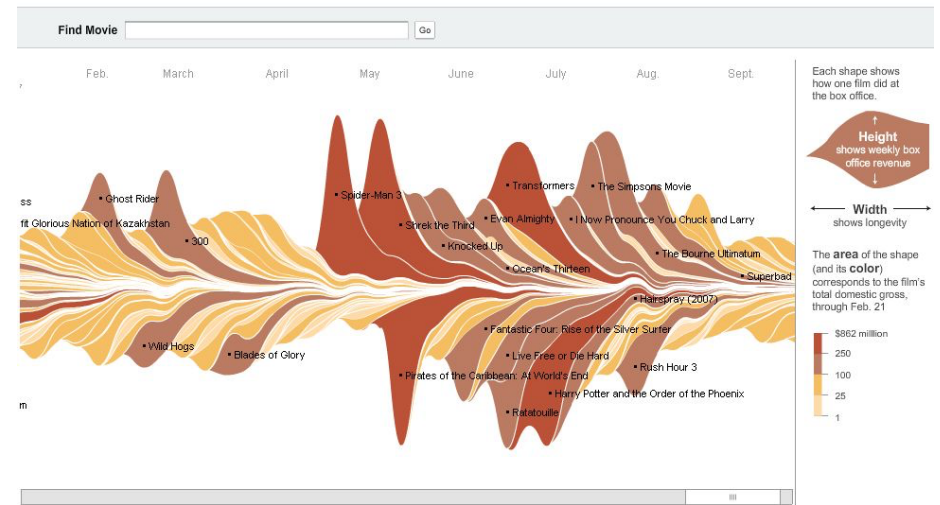 Find Movie
Go
Feb. March April May June July Aug. Sept.
Each shape shows
how one film did at
the box office.
Height
shows weekly box
office revenue
Width
shows longevity
The area of the shape
(and its color)
corresponds to the film's
total domestic gross,
through Feb. 21
$862 million
250
100
25
1
Ghost Rider
ss
fit Glorious Nation of Kazakhstan
300
Spider-Man 3
Shrek the Third
Knocked Up
Transformers
Evan Almighty
Ocean's Thirteen
The Simpsons Movie
I Now Pronounce You Chuck and Larry
The Bourne Ultimatum
Superbad
Hairspray (2007)
Fantastic Four: Rise of the Silver Surfer
Wild Hogs
Blades of Glory
Live Free or Die Hard
Pirates of the Caribbean: At World's End
Rush Hour 3
Harry Potter and the Order of the Phoenix
Ratatouille